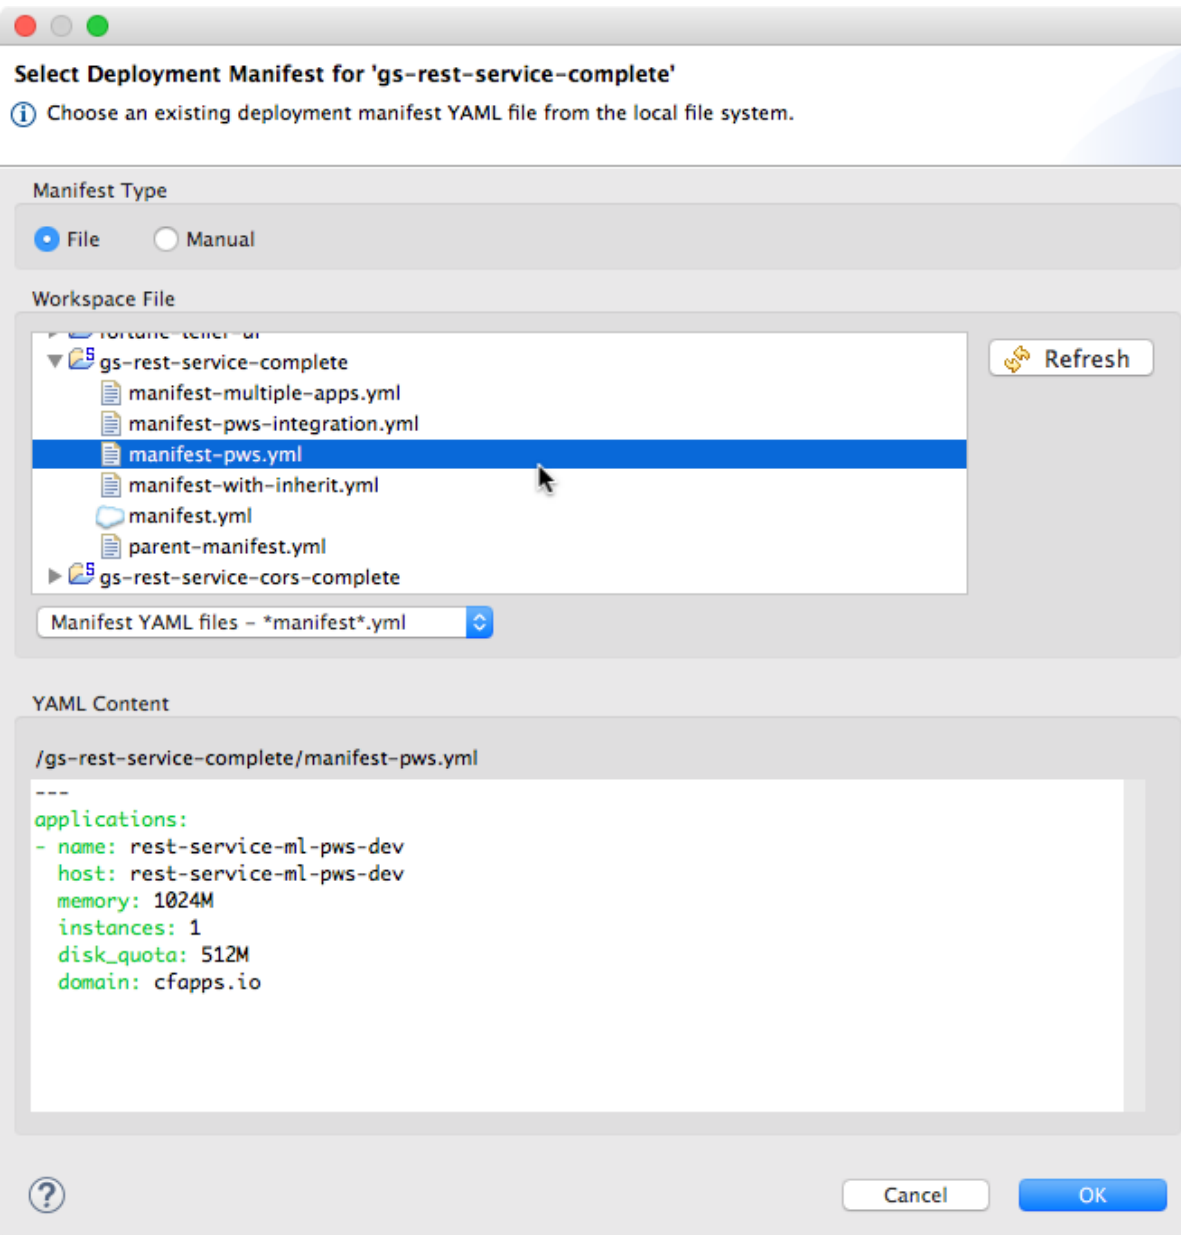 Select Deployment Manifest for 'gs-rest-service-complete'
Choose an existing deployment manifest YAML file from the local file system.
Manifest Type
File
Manual
Workspace File
fortune-teller-ui
gs-rest-service-complete
Refresh
manifest-multiple-apps.yml
manifest-pws-integration.yml
manifest-pws.yml
manifest-with-inherit.yml
manifest.yml
parent-manifest.yml
gs-rest-service-cors-complete
Manifest YAML files - *manifest*.yml
YAML Content
/gs-rest-service-complete/manifest-pws.yml
---
applications:
- name: rest-service-ml-pws-dev
  host: rest-service-ml-pws-dev
  memory: 1024M
  instances: 1
  disk_quota: 512M
  domain: cfapps.io
?
Cancel
OK